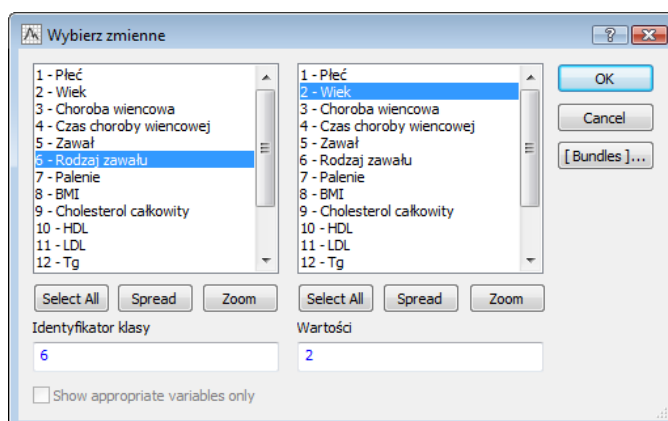 Wybierz zmienne
1 - Płeć
2 - Wiek
3 - Choroba wiencowa
4 - Czas choroby wiencowej
5 - Zawał
6 - Rodzaj zawału
7 - Palenie
8 - BMI
9 - Cholesterol całkowity
10 - HDL
11 - LDL
12 - Tg
1 - Płeć
2 - Wiek
3 - Choroba wiencowa
4 - Czas choroby wiencowej
5 - Zawał
6 - Rodzaj zawału
7 - Palenie
8 - BMI
9 - Cholesterol całkowity
10 - HDL
11 - LDL
12 - Tg
OK
Cancel
[ Bundles ]...
Select All Spread Zoom
Select All Spread Zoom
Identyfikator klasy
6
Wartości
2
Show appropriate variables only